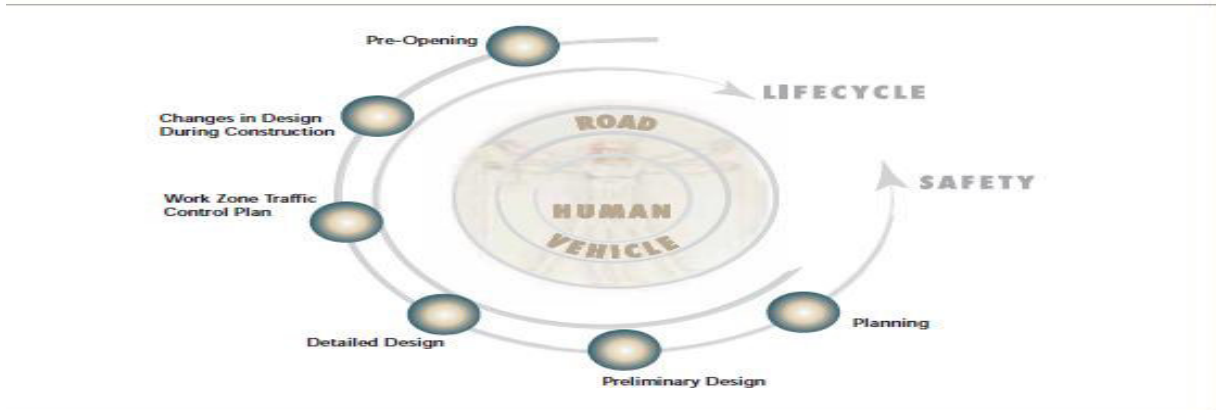 Pre-Opening
LIFECYCLE
Changes in Design
During Construction
ROAD
SAFETY
Work Zone Traffic
Control Plan
HUMAN
VEHICLE
Planning
Detailed Design
Preliminary Design